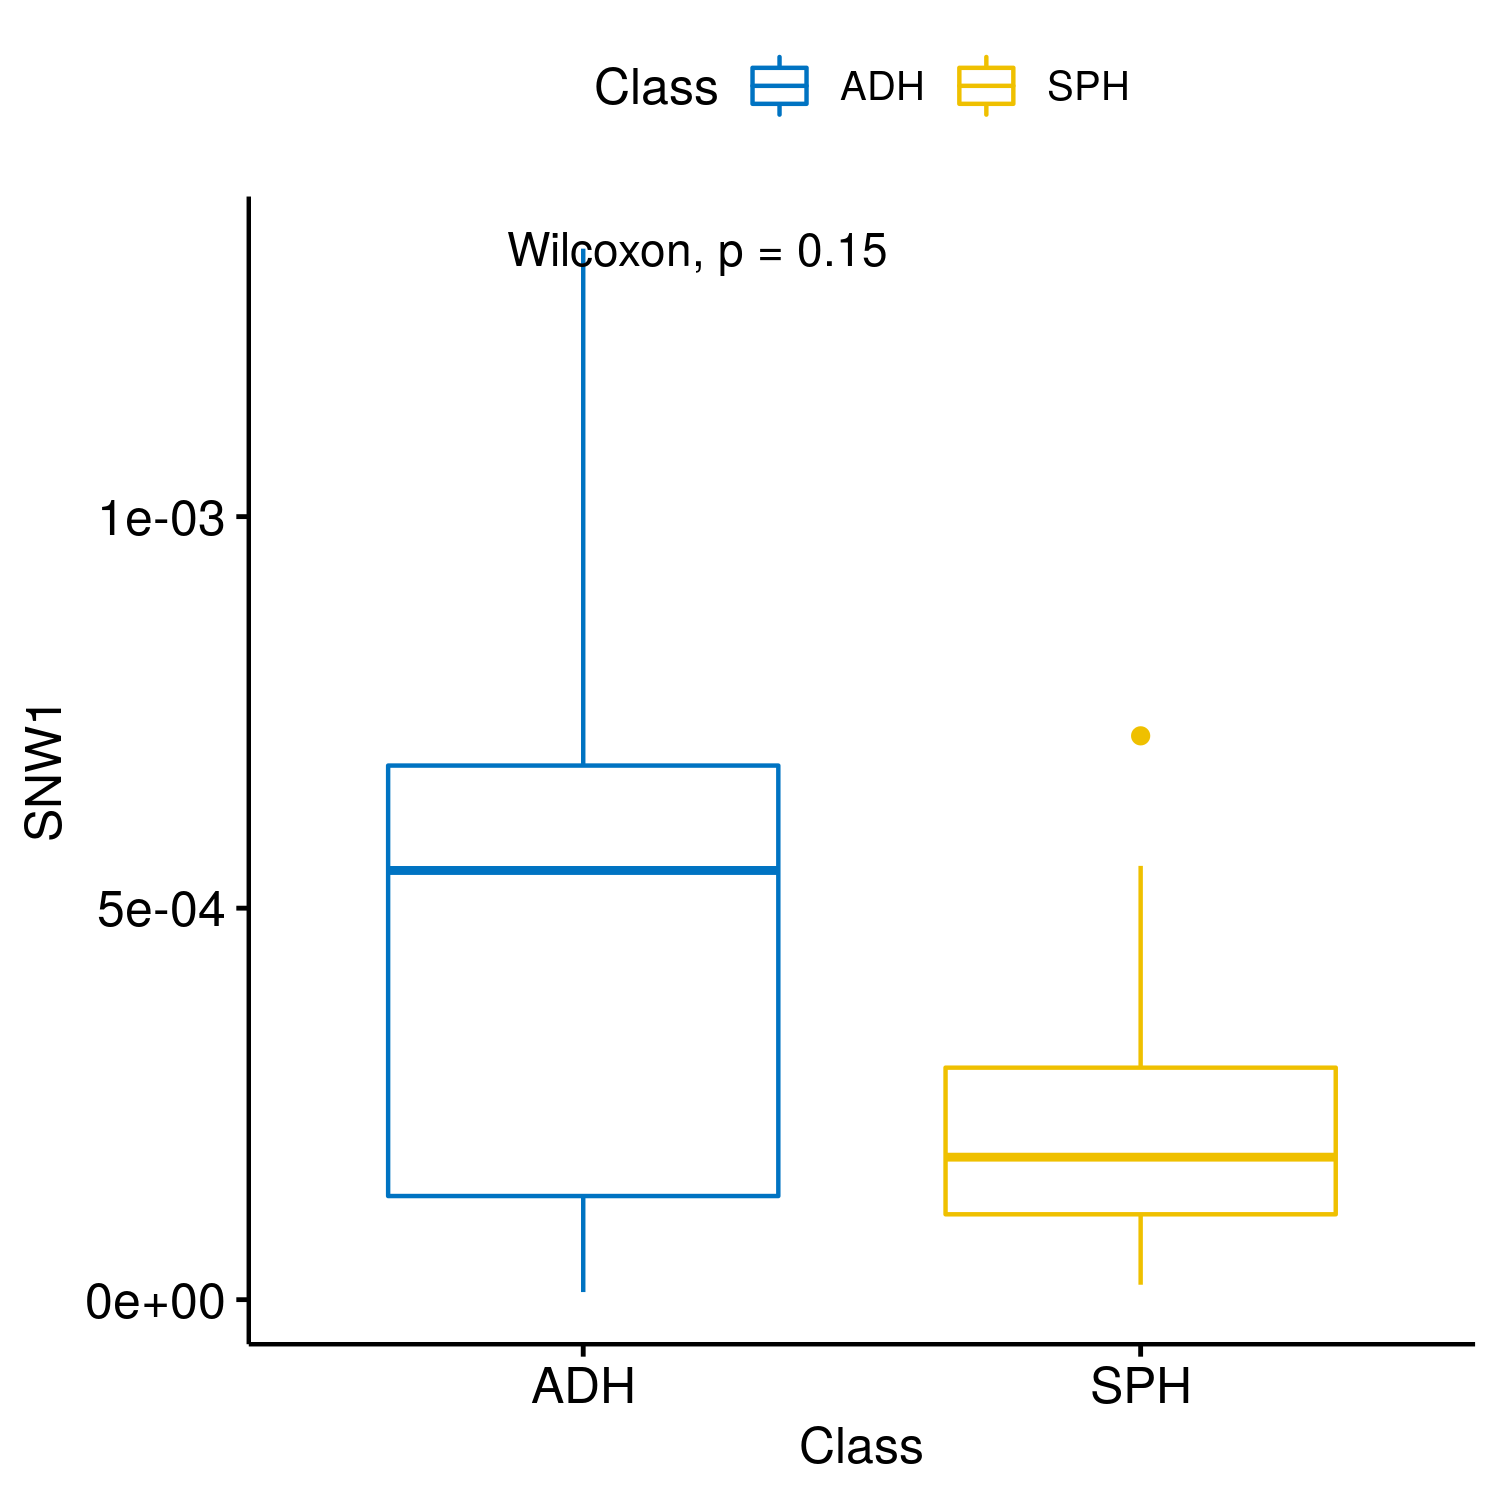 Class ADH SPH
Wilcoxon, p = 0.15
SNW1
1e-03
5e-04
0e+00
ADH SPH
Class